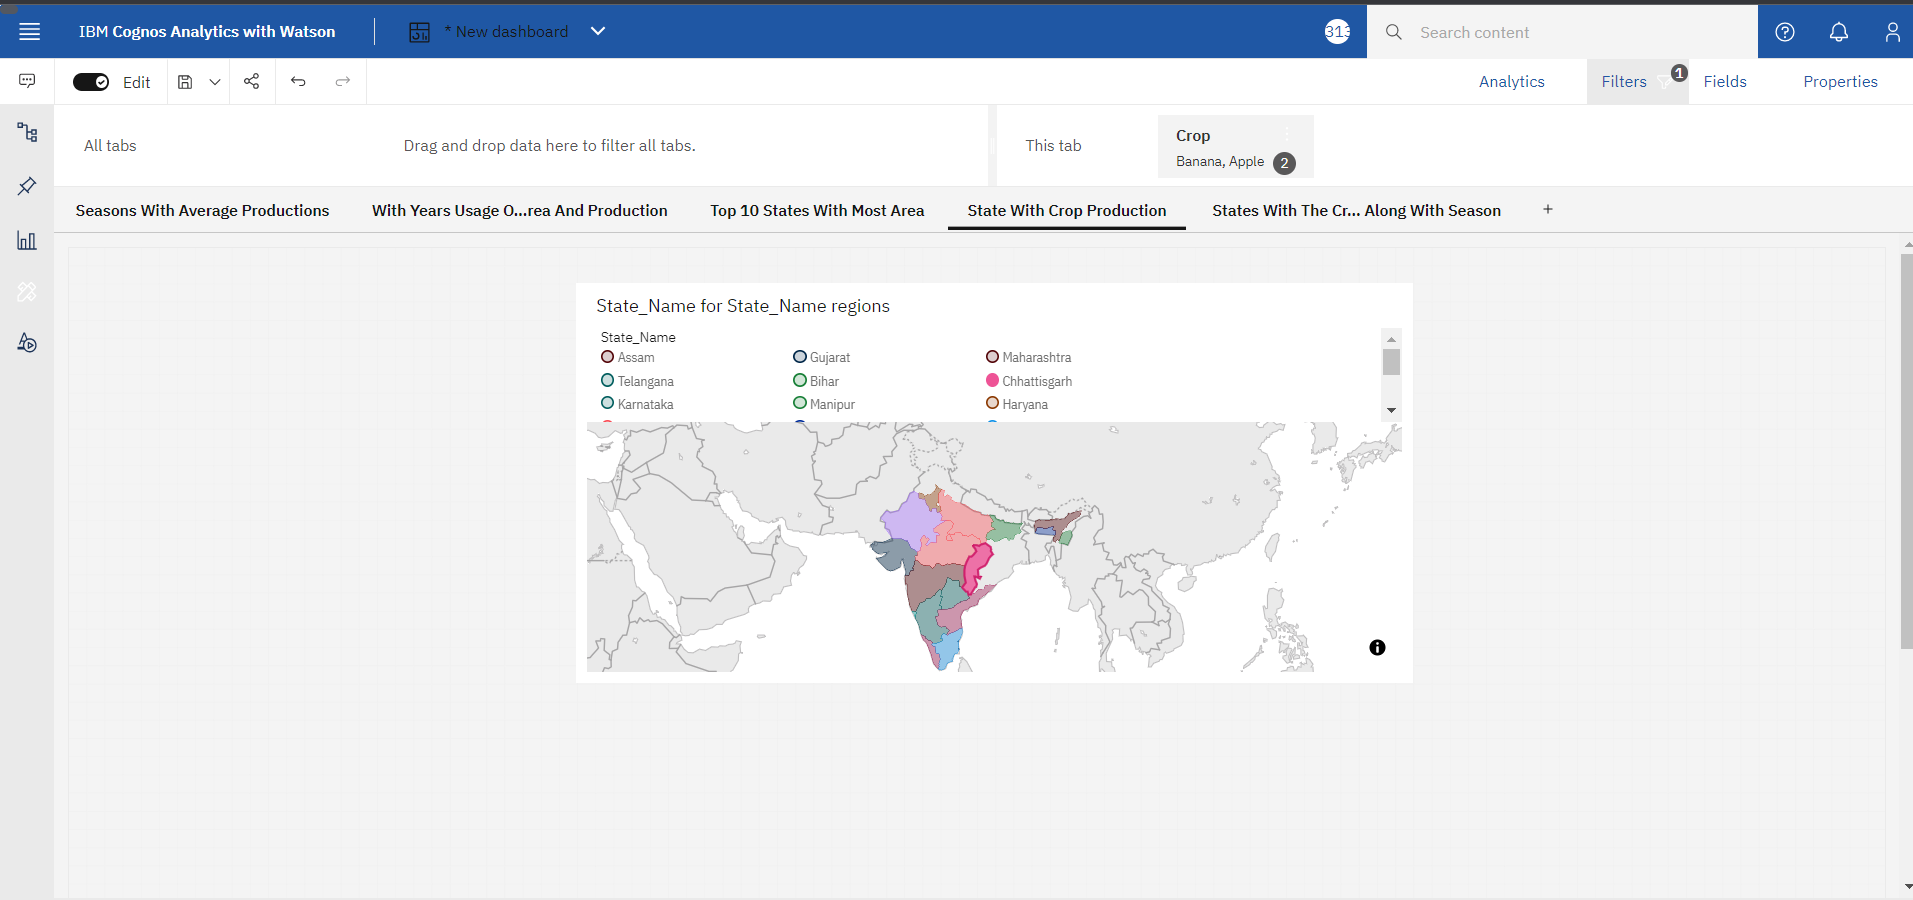 IBM Cognos Analytics with Watson
* New dashboard
313
Search content
Edit
Analytics
Filters
1
Fields
Properties
All tabs
Drag and drop data here to filter all tabs.
This tab
Crop
Banana, Apple
2
Seasons With Average Productions
With Years Usage O...rea And Production
Top 10 States With Most Area
State With Crop Production
States With The Cr... Along With Season
+
State_Name for State_Name regions
State_Name
Assam
Gujarat
Maharashtra
Telangana
Bihar
Chhattisgarh
Karnataka
Manipur
Haryana